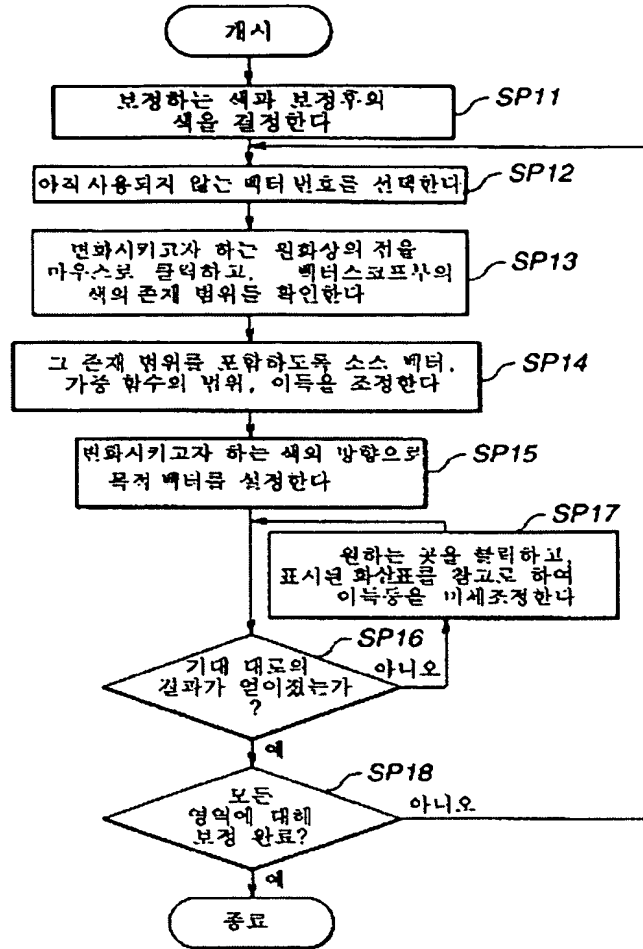 개시
보정하는 색과 보정후의
색을 결정한다
SP11
아직 사용되지 않는 벡터 번호를 선택한다
SP12
변화시키고자 하는 원화상의 점을
마우스로 클릭하고, 벡터스코프부의
색의 존재 범위를 확인한다
SP13
그 존재 범위를 포함하도록 소스 벡터,
가중 함수의 범위, 이득을 조정한다
SP14
변화시키고자 하는 색의 방향으로
목적 벡터를 설정한다
SP15
SP17
원하는 곳을 클릭하고,
표시된 화살표를 참고로 하여
이득등을 미세조정한다
SP16
기대 대로의
결과가 얻어졌는가
?
아니오
예
SP18
모든
영역에 대해
보정 완료?
아니오
예
종료